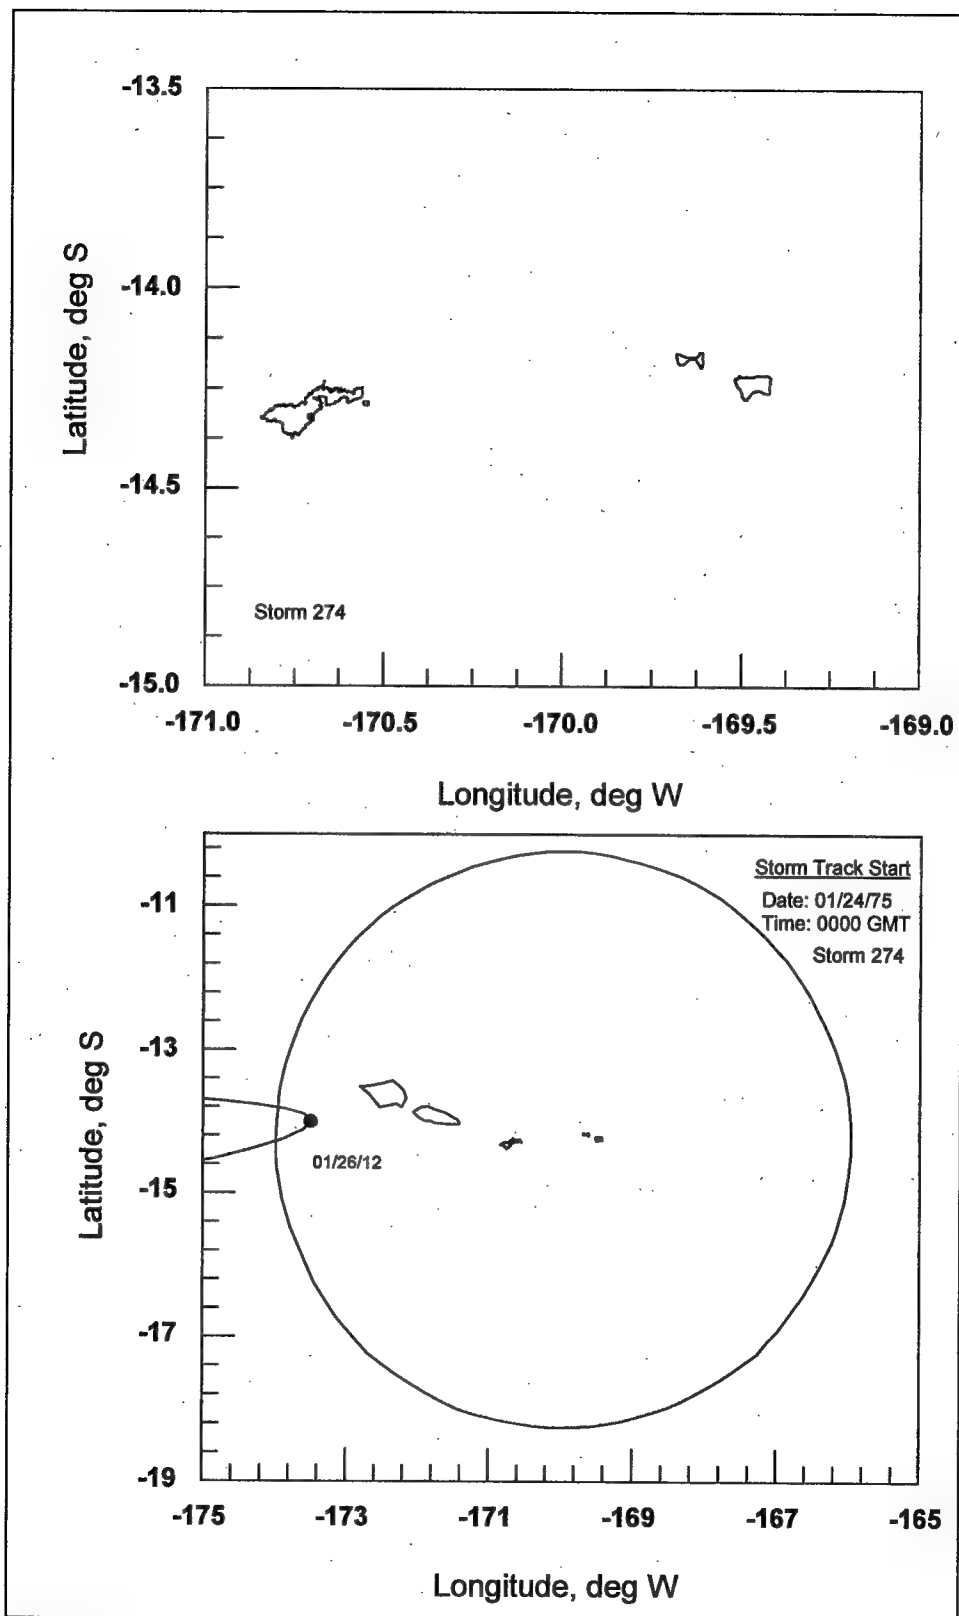 -13.5
-14.0
-14.5
-15.0
Latitude, deg S
Storm 274
-171.0 -170.5 -170.0 -169.5 -169.0
Longitude, deg W
Storm Track Start
Date: 01/24/75
Time: 0000 GMT
Storm 274
-11
-13
-15
-17
-19
Latitude, deg S
01/26/12
-175 -173 -171 -169 -167 -165
Longitude, deg W